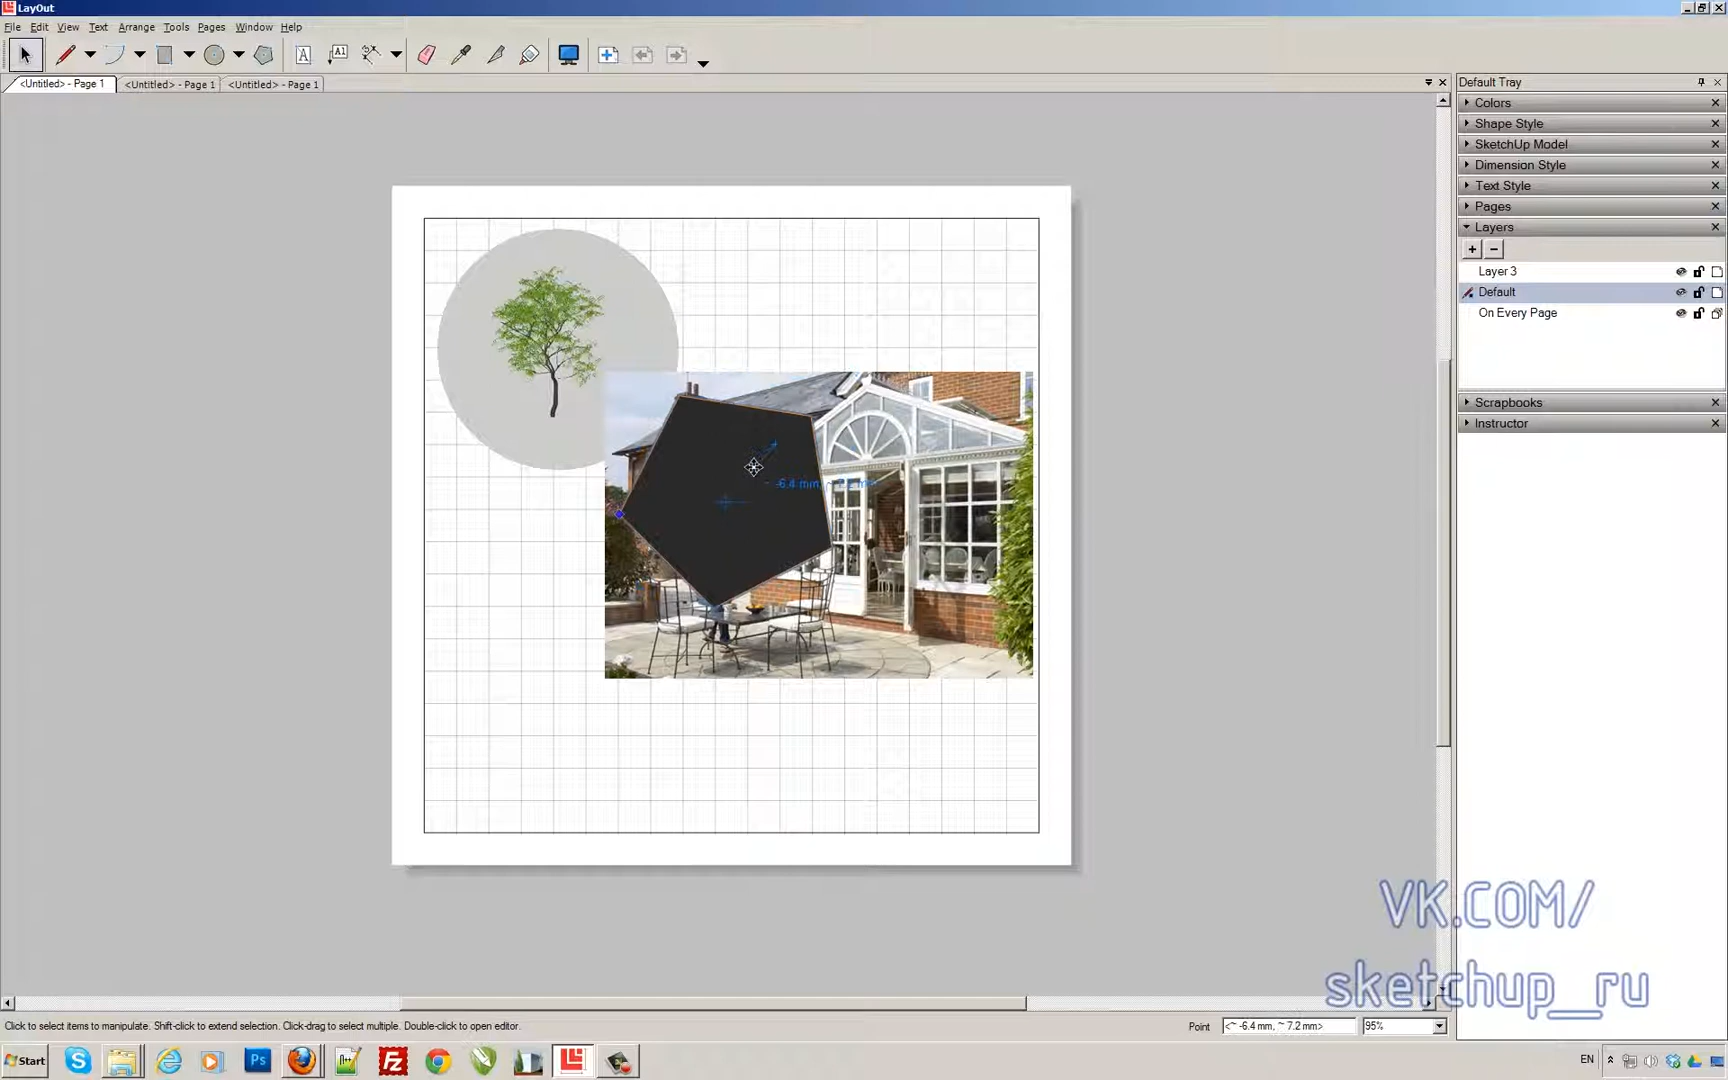 LayOut
File Edit View Text Arrange Tools Pages Window Help
A A1
<Untitled> - Page 1 <Untitled> - Page 1 <Untitled> - Page 1
Default Tray
Colors
Shape Style
SketchUp Model
Dimension Style
Text Style
Pages
Layers
Layer 3
Default
On Every Page
Scrapbooks
Instructor
VK.COM/
sketchup_ru
Click to select items to manipulate. Shift-click to extend selection. Click-drag to select multiple. Double-click to open editor.
Point <~ -6.4 mm, ~ 7.2 mm> 95%
Start Ps Fz EN